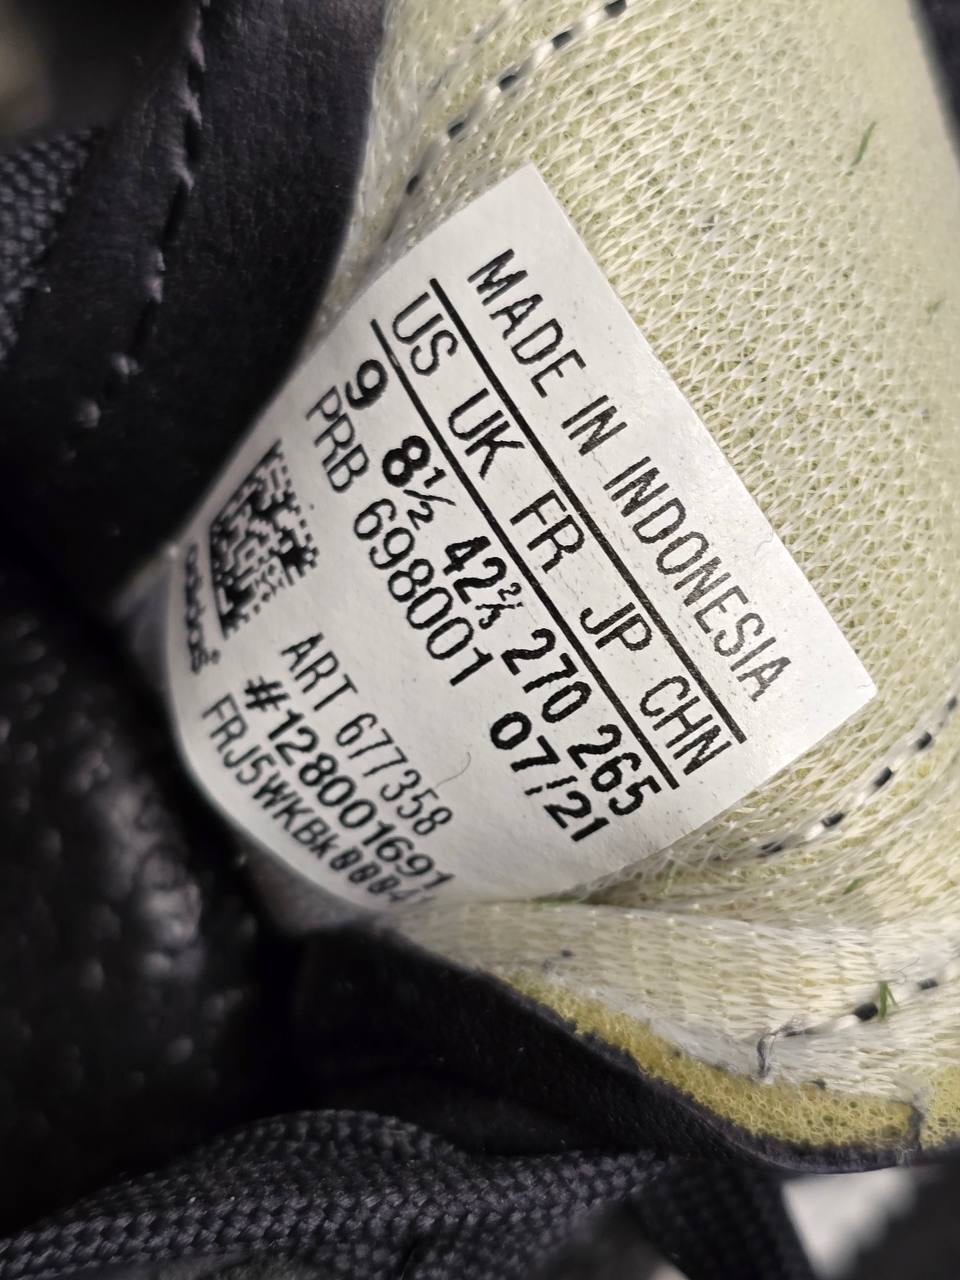 MADE IN INDONESIA
US UK FR JP CHN
9 8½ 42⅔ 270 265
PRB 698001 07/21
ART 677358
#128001691